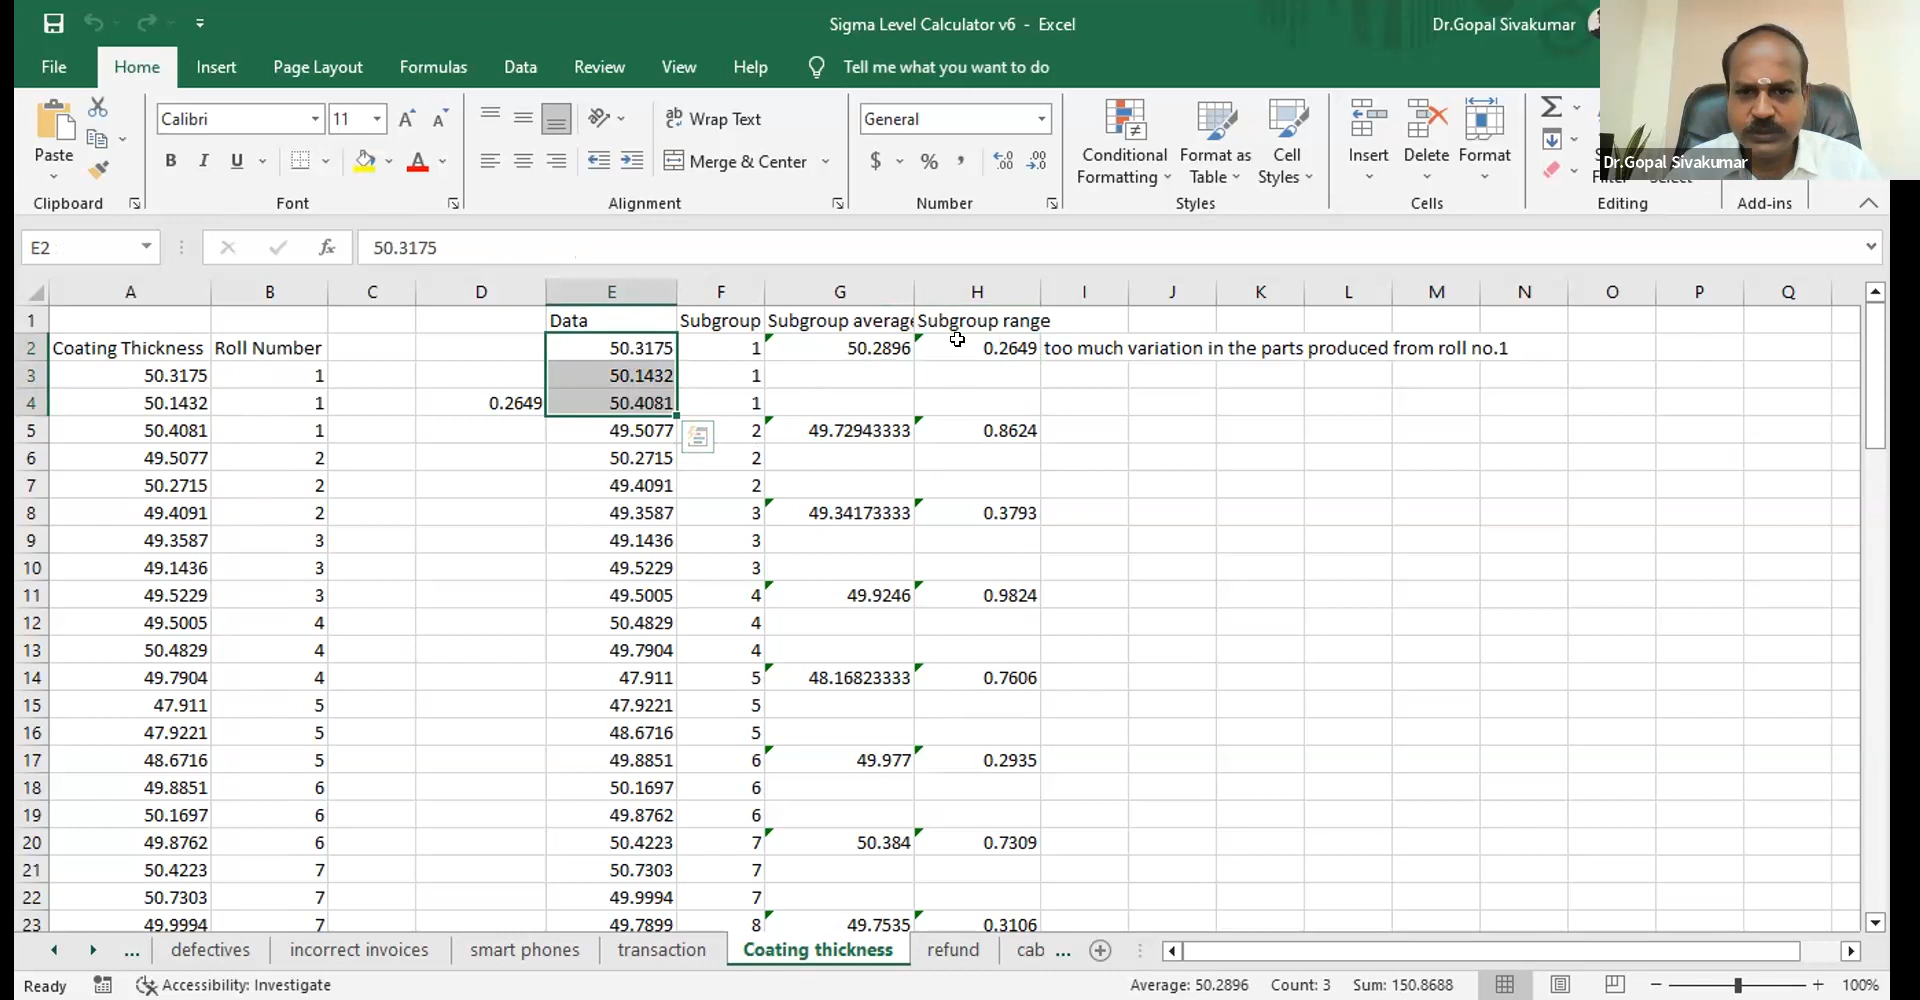 Sigma Level Calculator v6 - Excel
Dr.Gopal Sivakumar
File Home Insert Page Layout Formulas Data Review View Help Tell me what you want to do
Calibri 11
ab Wrap Text
General
Paste
B I U A
Merge & Center
$ % ,
Conditional Formatting
Format as Table
Cell Styles
Insert Delete Format
Dr.Gopal Sivakumar
Clipboard Font Alignment Number Styles Cells Editing Add-ins
E2 fx 50.3175
A B C D E F G H I J K L M N O P Q
1 Data Subgroup Subgroup average Subgroup range
2 Coating Thickness Roll Number 50.3175 1 50.2896 0.2649 too much variation in the parts produced from roll no.1
3 50.3175 1 50.1432 1
4 50.1432 1 0.2649 50.4081 1
5 50.4081 1 49.5077 2 49.72943333 0.8624
6 49.5077 2 50.2715 2
7 50.2715 2 49.4091 2
8 49.4091 2 49.3587 3 49.34173333 0.3793
9 49.3587 3 49.1436 3
10 49.1436 3 49.5229 3
11 49.5229 3 49.5005 4 49.9246 0.9824
12 49.5005 4 50.4829 4
13 50.4829 4 49.7904 4
14 49.7904 4 47.911 5 48.16823333 0.7606
15 47.911 5 47.9221 5
16 47.9221 5 48.6716 5
17 48.6716 5 49.8851 6 49.977 0.2935
18 49.8851 6 50.1697 6
19 50.1697 6 49.8762 6
20 49.8762 6 50.4223 7 50.384 0.7309
21 50.4223 7 50.7303 7
22 50.7303 7 49.9994 7
23 49.9994 7 49.7899 8 49.7535 0.3106
... defectives incorrect invoices smart phones transaction Coating thickness refund cab ...
Ready Accessibility: Investigate Average: 50.2896 Count: 3 Sum: 150.8688 100%